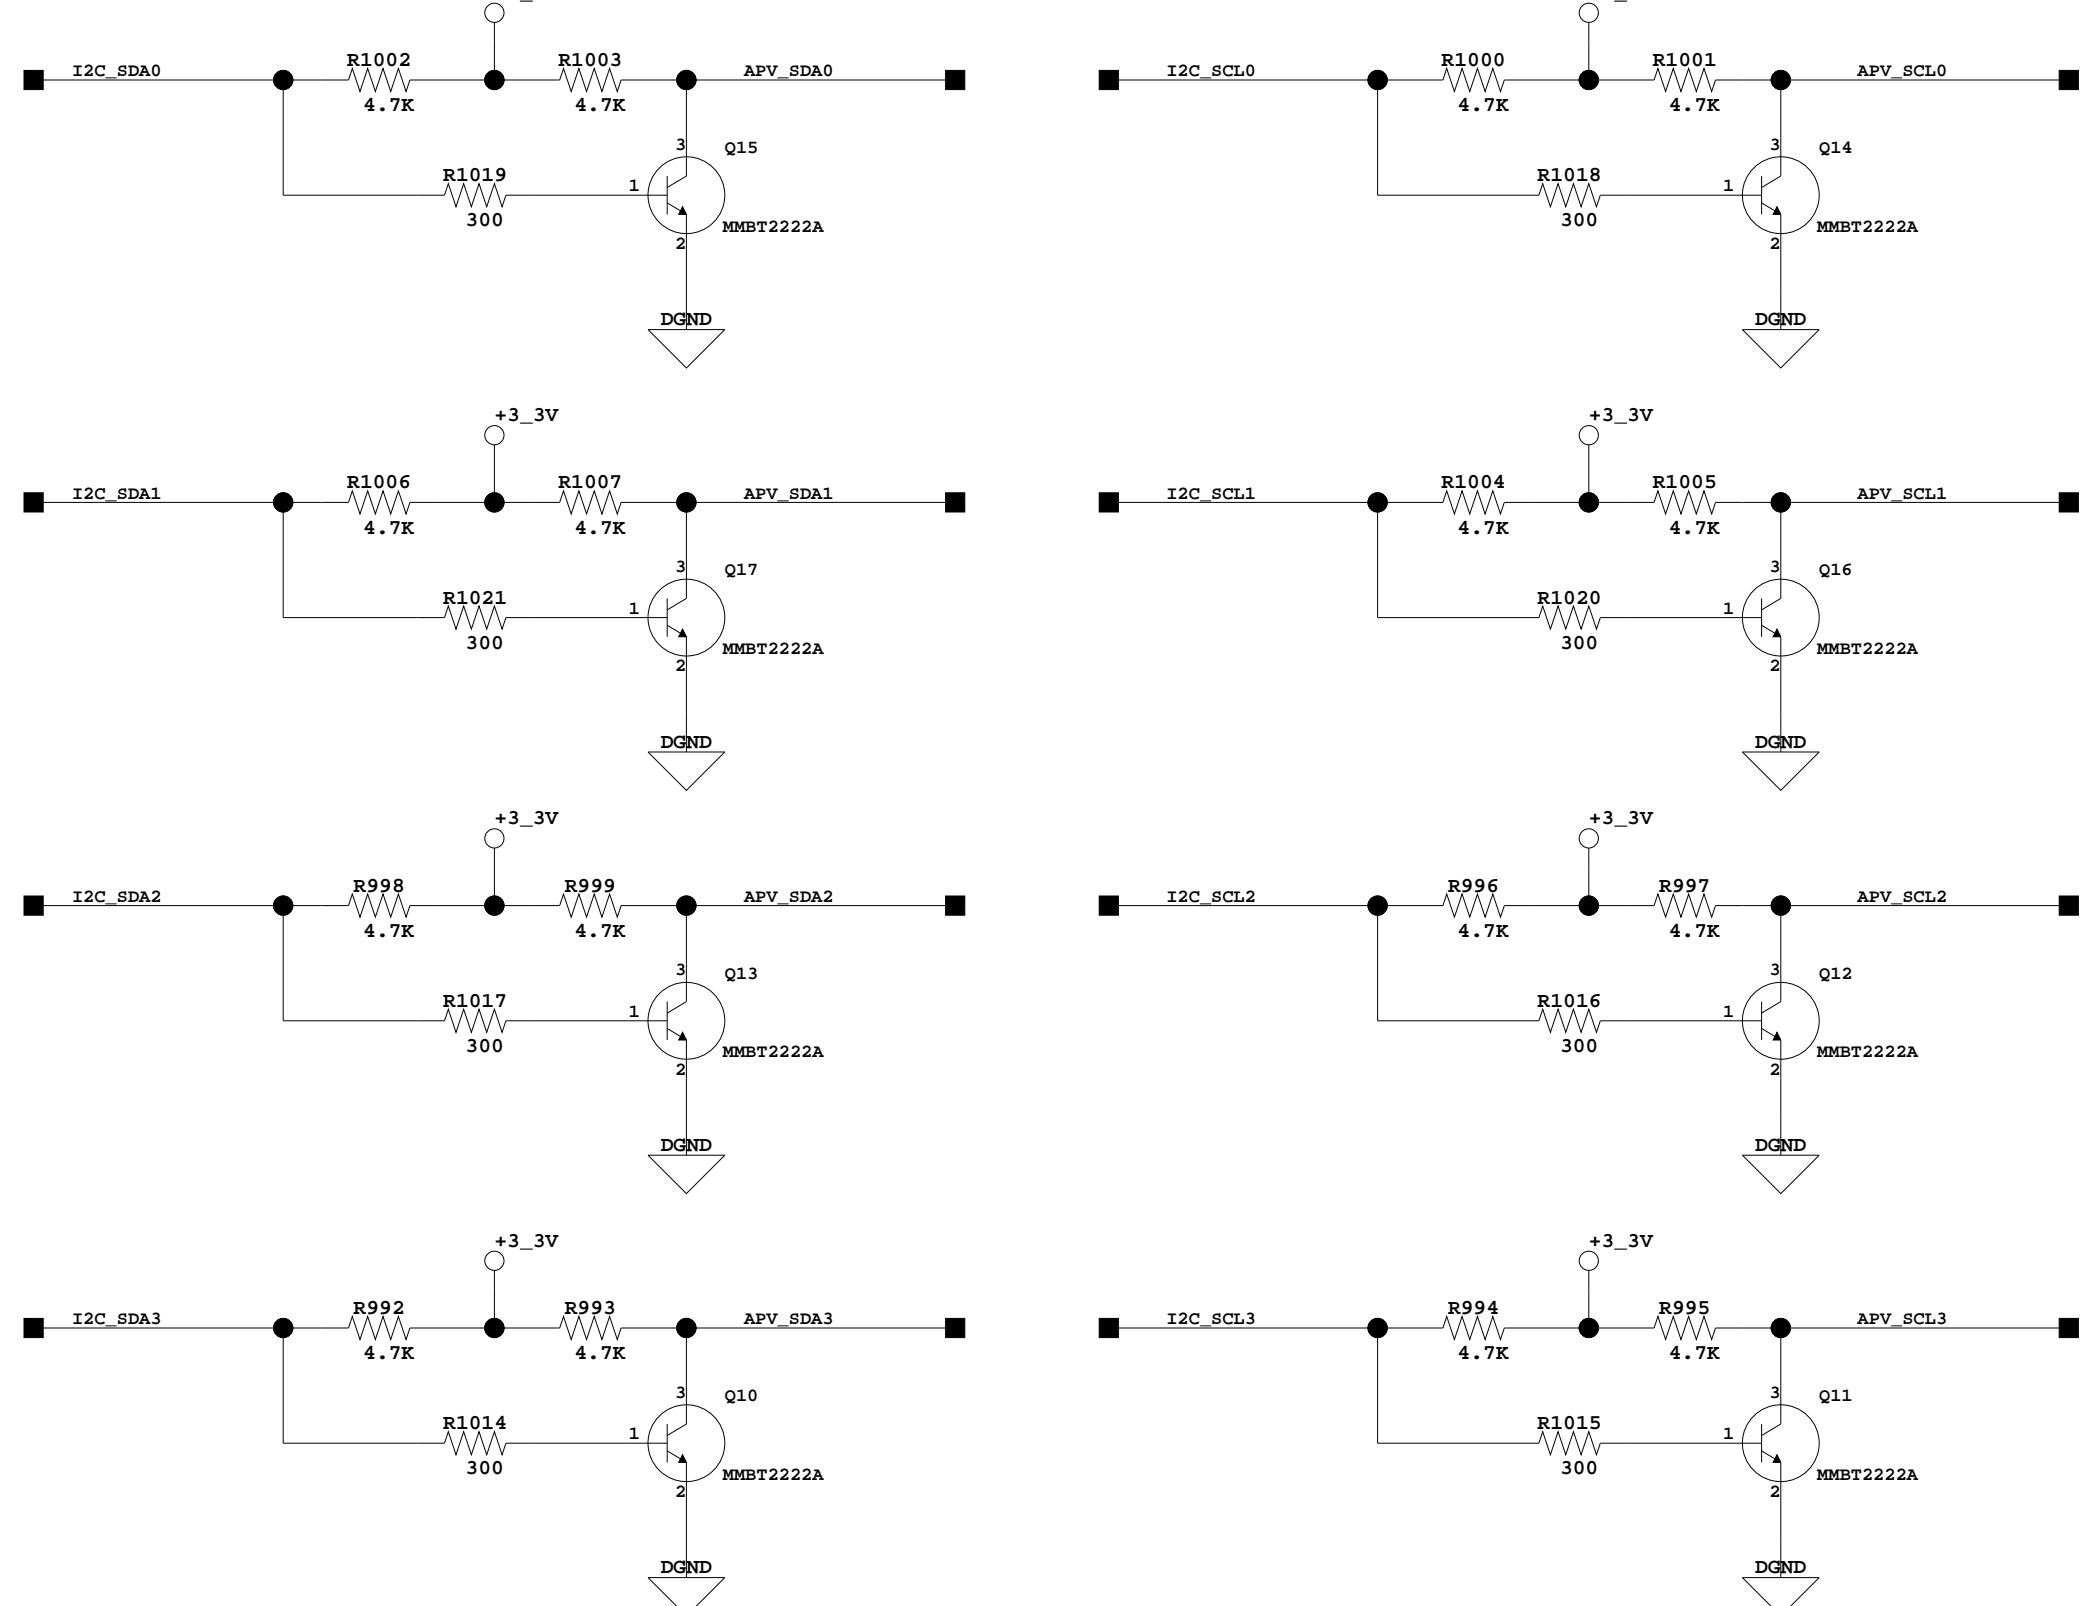 I2C_SDA0 R1002 R1003 APV_SDA0 I2C_SCL0 R1000 R1001 APV_SCL0
4.7K 4.7K 4.7K 4.7K
3 Q15 3 Q14
R1019 1 R1018 1
300 MMBT2222A 300 MMBT2222A
2 2
DGND DGND
+3_3V +3_3V
I2C_SDA1 R1006 R1007 APV_SDA1 I2C_SCL1 R1004 R1005 APV_SCL1
4.7K 4.7K 4.7K 4.7K
3 Q17 3 Q16
R1021 1 R1020 1
300 MMBT2222A 300 MMBT2222A
2 2
DGND DGND
+3_3V +3_3V
I2C_SDA2 R998 R999 APV_SDA2 I2C_SCL2 R996 R997 APV_SCL2
4.7K 4.7K 4.7K 4.7K
3 Q13 3 Q12
R1017 1 R1016 1
300 MMBT2222A 300 MMBT2222A
2 2
DGND DGND
+3_3V +3_3V
I2C_SDA3 R992 R993 APV_SDA3 I2C_SCL3 R994 R995 APV_SCL3
4.7K 4.7K 4.7K 4.7K
3 Q10 3 Q11
R1014 1 R1015 1
300 MMBT2222A 300 MMBT2222A
2 2
DGND DGND